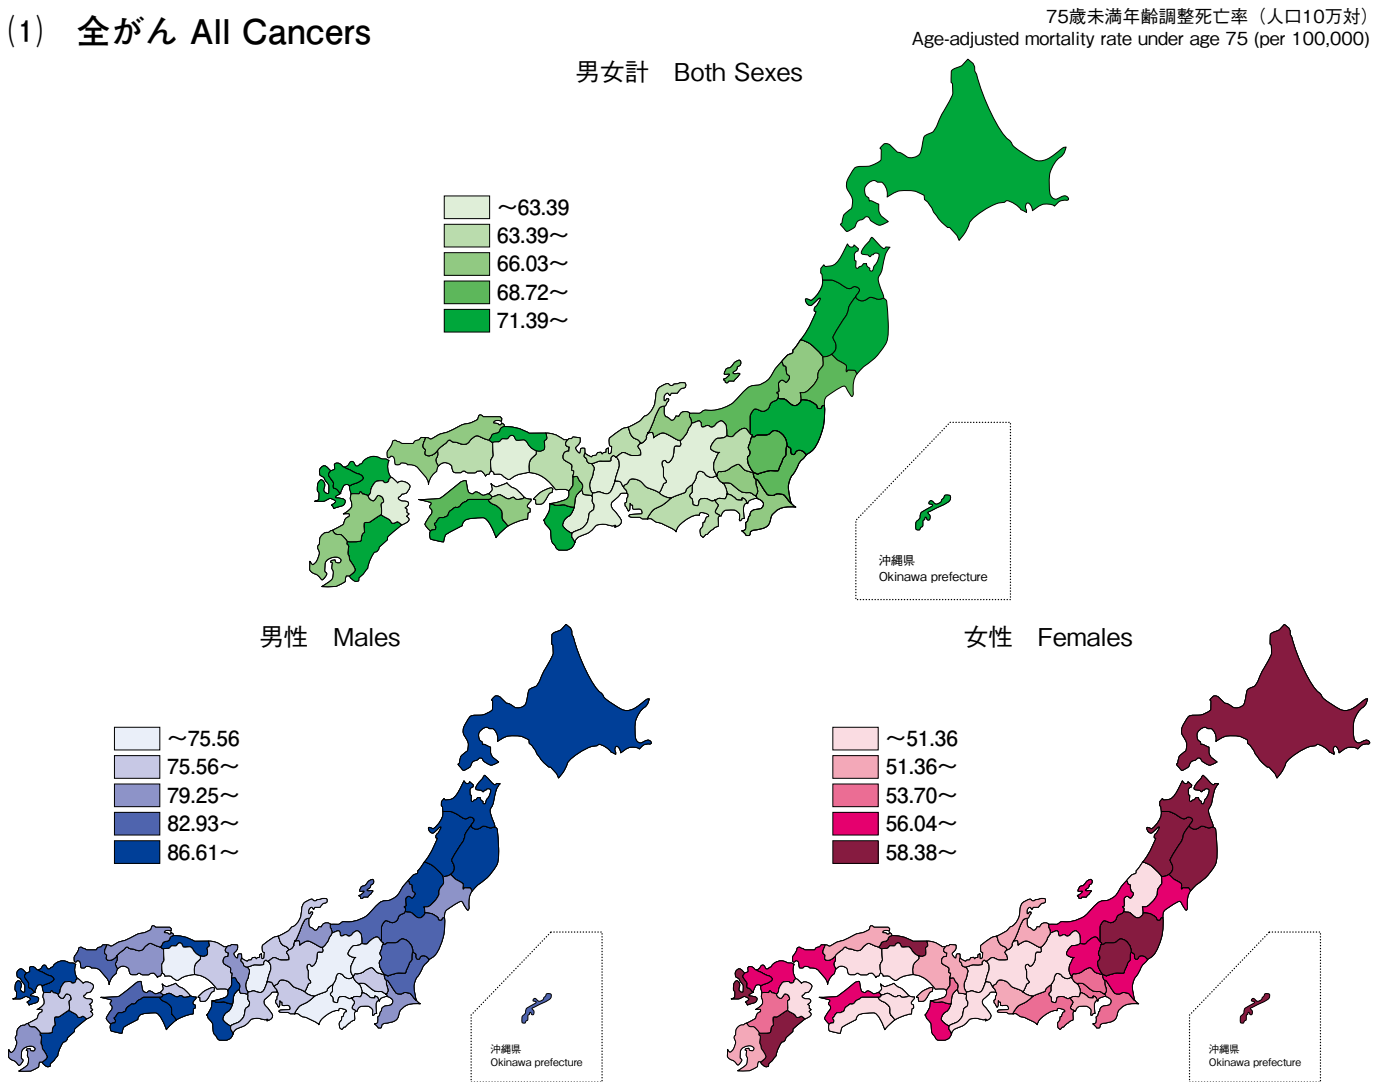 (1) 全がん All Cancers
75歳未満年齢調整死亡率（人口10万対）
Age-adjusted mortality rate under age 75 (per 100,000)
男女計 Both Sexes
～63.39
63.39～
66.03～
68.72～
71.39～
沖縄県
Okinawa prefecture
男性 Males
～75.56
75.56～
79.25～
82.93～
86.61～
沖縄県
Okinawa prefecture
女性 Females
～51.36
51.36～
53.70～
56.04～
58.38～
沖縄県
Okinawa prefecture